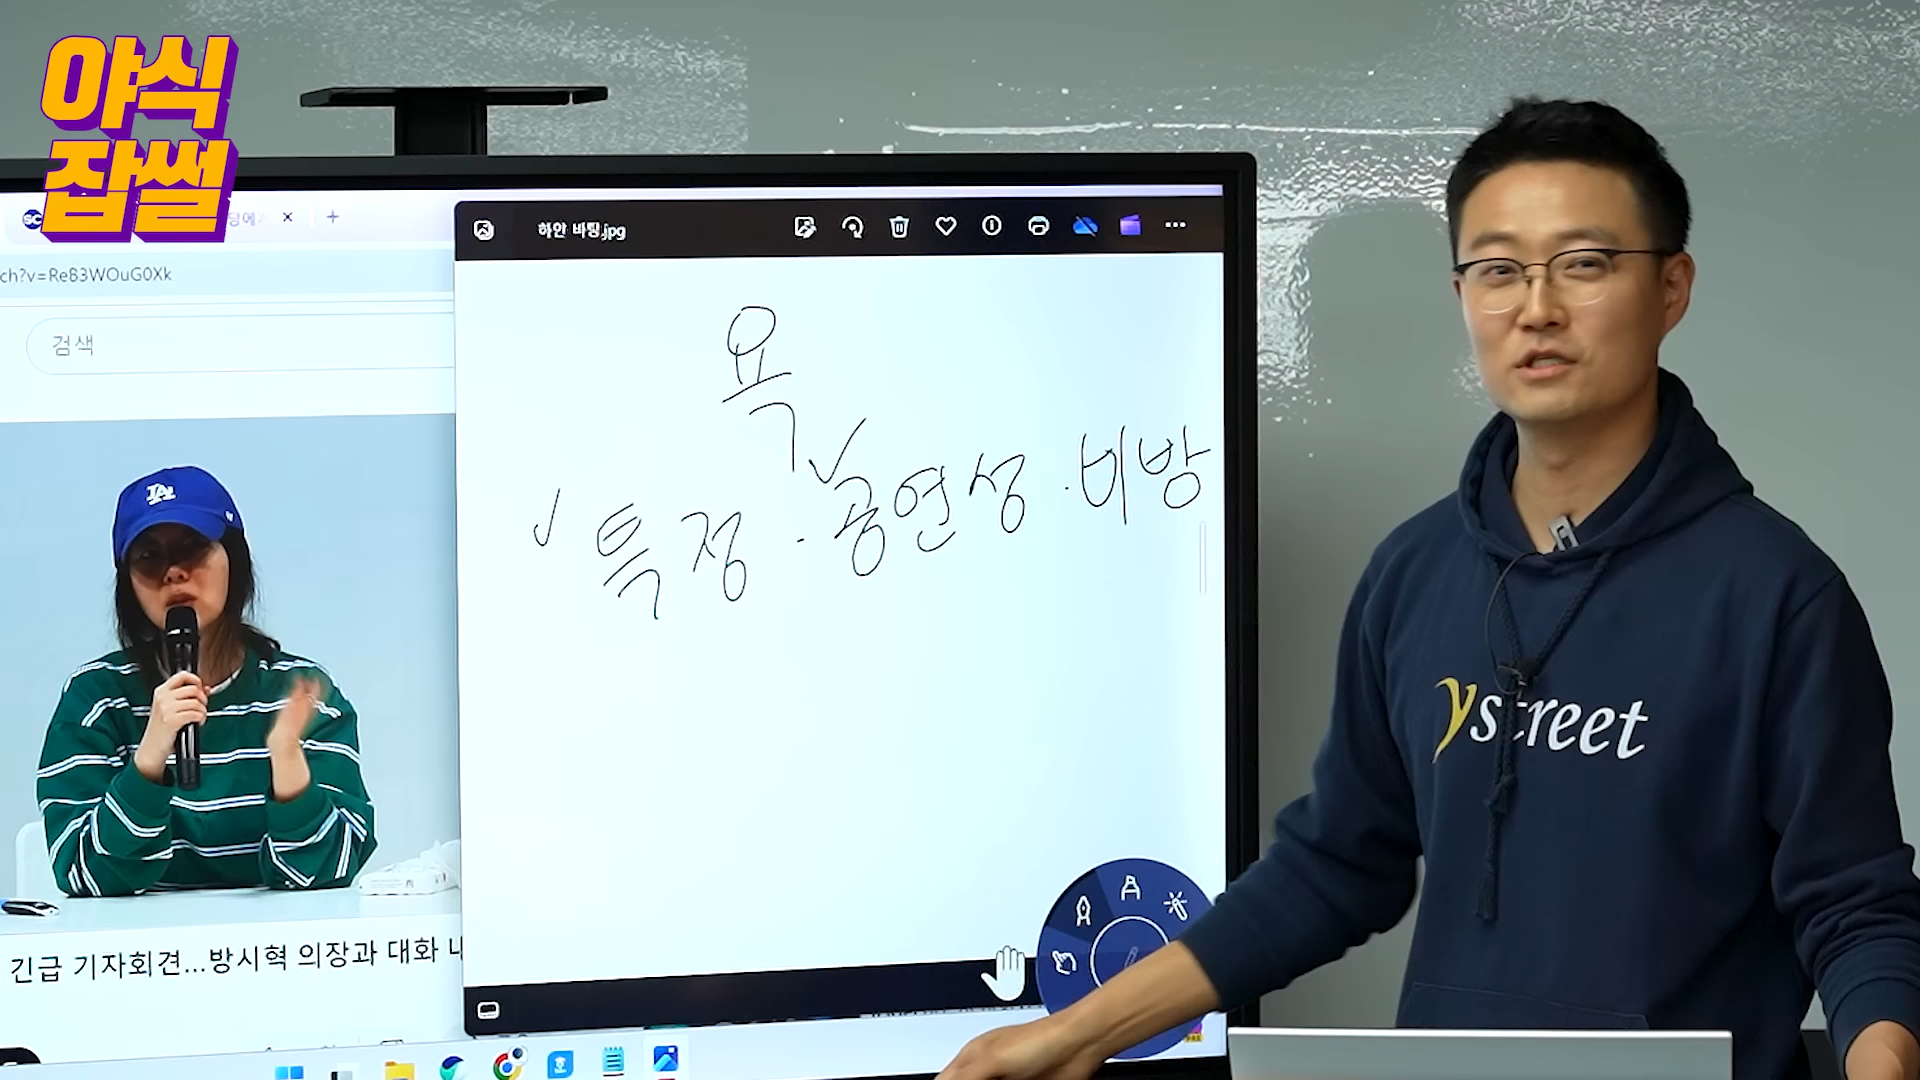 야식
잡썰
ch?v=ReB3WOuG0Xk
검색
하얀 바탕.jpg
욕
특정 · 공연성 · 비방
LA
긴급 기자회견...방시혁 의장과 대화 내
ystreet